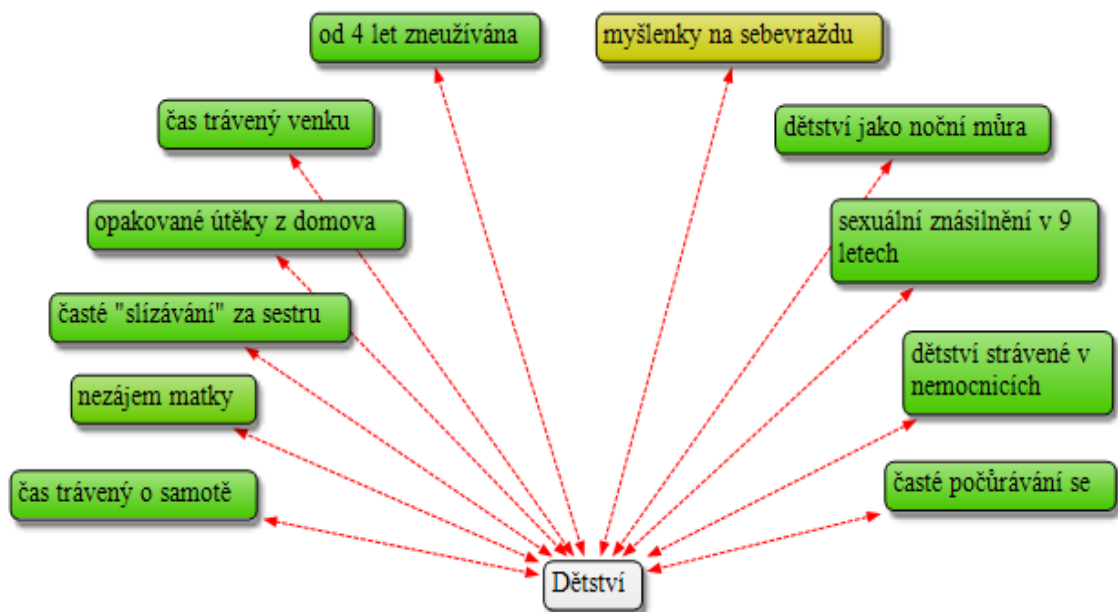 od 4 let zneužívána
myšlenky na sebevraždu
čas trávený venku
dětství jako noční můra
opakované útěky z domova
sexuální znásilnění v 9
letech
časté "slízávání" za sestru
dětství strávené v
nemocnicích
nezájem matky
čas trávený o samotě
časté počůrávání se
Dětství